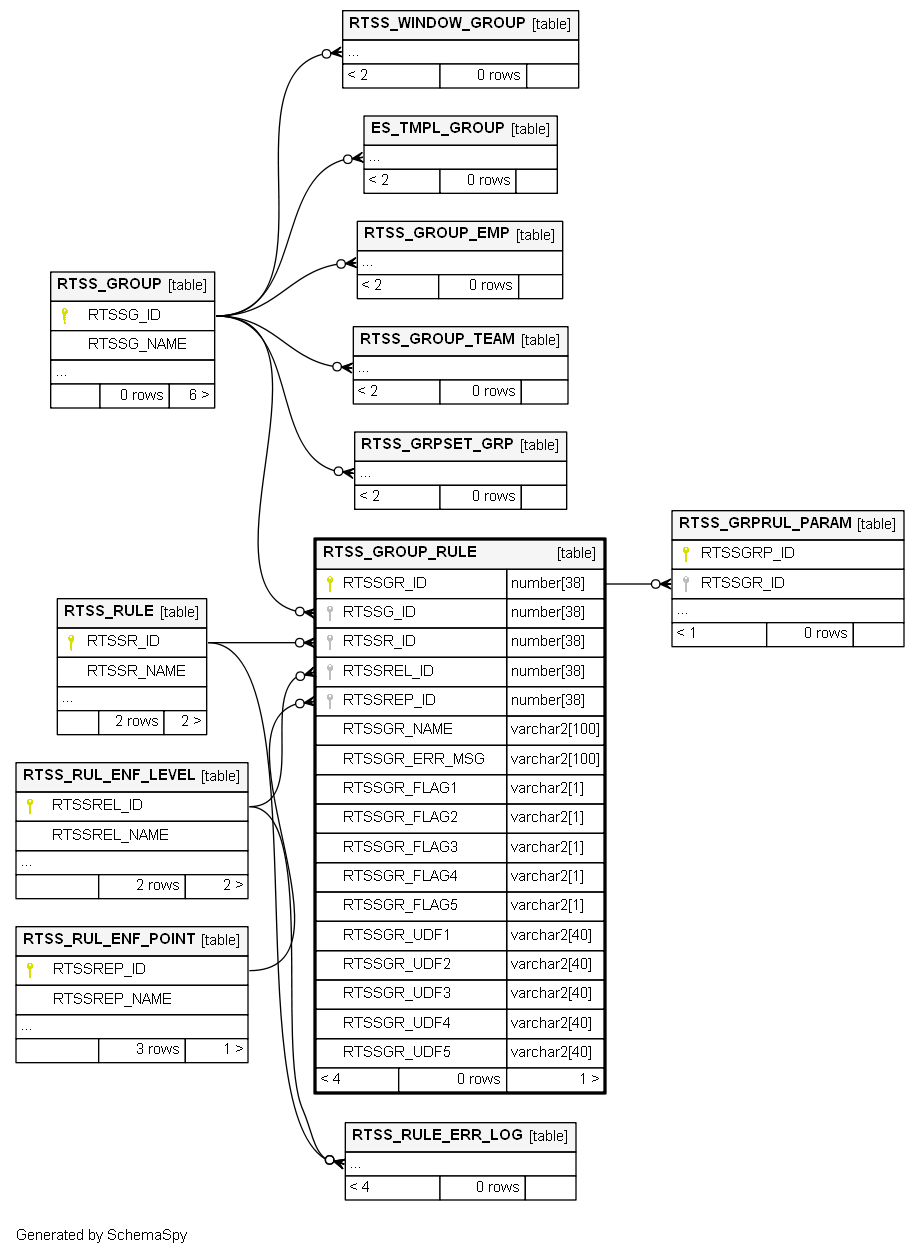 RTSS_WINDOW_GROUP [table]
...
< 2 0 rows
ES_TMPL_GROUP [table]
...
< 2 0 rows
RTSS_GROUP_EMP [table]
...
< 2 0 rows
RTSS_GROUP [table]
RTSSG_ID
RTSSG_NAME
...
0 rows 6 >
RTSS_GROUP_TEAM [table]
...
< 2 0 rows
RTSS_GRPSET_GRP [table]
...
< 2 0 rows
RTSS_GRPRUL_PARAM [table]
RTSSGRP_ID
RTSSGR_ID
...
< 1 0 rows
RTSS_GROUP_RULE [table]
RTSSGR_ID number[38]
RTSSG_ID number[38]
RTSSR_ID number[38]
RTSSREL_ID number[38]
RTSSREP_ID number[38]
RTSSGR_NAME varchar2[100]
RTSSGR_ERR_MSG varchar2[100]
RTSSGR_FLAG1 varchar2[1]
RTSSGR_FLAG2 varchar2[1]
RTSSGR_FLAG3 varchar2[1]
RTSSGR_FLAG4 varchar2[1]
RTSSGR_FLAG5 varchar2[1]
RTSSGR_UDF1 varchar2[40]
RTSSGR_UDF2 varchar2[40]
RTSSGR_UDF3 varchar2[40]
RTSSGR_UDF4 varchar2[40]
RTSSGR_UDF5 varchar2[40]
< 4 0 rows 1 >
RTSS_RULE [table]
RTSSR_ID
RTSSR_NAME
...
2 rows 2 >
RTSS_RUL_ENF_LEVEL [table]
RTSSREL_ID
RTSSREL_NAME
...
2 rows 2 >
RTSS_RUL_ENF_POINT [table]
RTSSREP_ID
RTSSREP_NAME
...
3 rows 1 >
RTSS_RULE_ERR_LOG [table]
...
< 4 0 rows
Generated by SchemaSpy